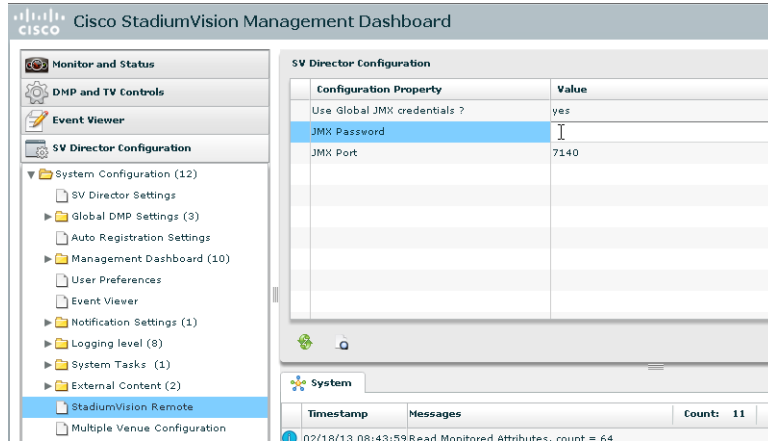 CISCO
Cisco StadiumVision Management Dashboard
Monitor and Status
DMP and TV Controls
Event Viewer
SV Director Configuration
System Configuration (12)
SV Director Settings
Global DMP Settings (3)
Auto Registration Settings
Management Dashboard (10)
User Preferences
Event Viewer
Notification Settings (1)
Logging level (8)
System Tasks (1)
External Content (2)
StadiumVision Remote
Multiple Venue Configuration
SV Director Configuration
Configuration Property Value
Use Global JMX credentials ? yes
JMX Password
JMX Port 7140
System
Timestamp Messages Count: 11
02/18/13 08:43:59 Read Monitored Attributes, count = 64